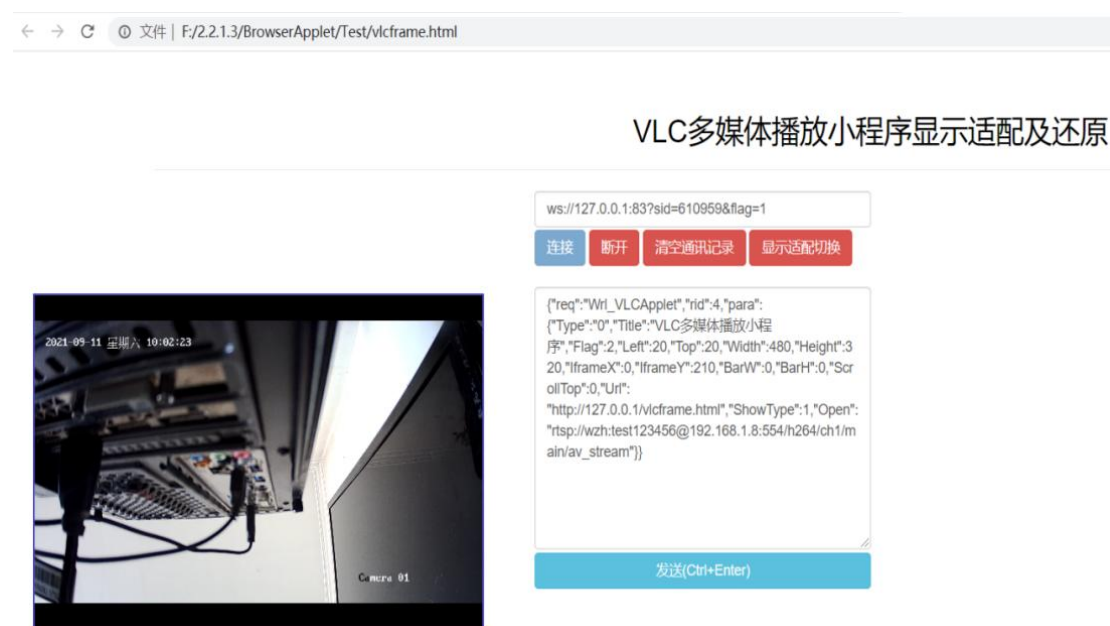 文件 | F:/2.2.1.3/BrowserApplet/Test/vlcframe.html
VLC多媒体播放小程序显示适配及还原
ws://127.0.0.1:83?sid=610959&flag=1
连接 断开 清空通讯记录 显示适配切换
{"req":"Wrl_VLCApplet","rid":4,"para":
{"Type":"0","Title":"VLC多媒体播放小程
序","Flag":2,"Left":20,"Top":20,"Width":480,"Height":3
20,"IframeX":0,"IframeY":210,"BarW":0,"BarH":0,"Scr
ollTop":0,"Url":
"http://127.0.0.1/vlcframe.html","ShowType":1,"Open":
"rtsp://wzh:test123456@192.168.1.8:554/h264/ch1/m
ain/av_stream"}}
发送(Ctrl+Enter)
2021-09-11 星期六 10:02:23
Camera 01